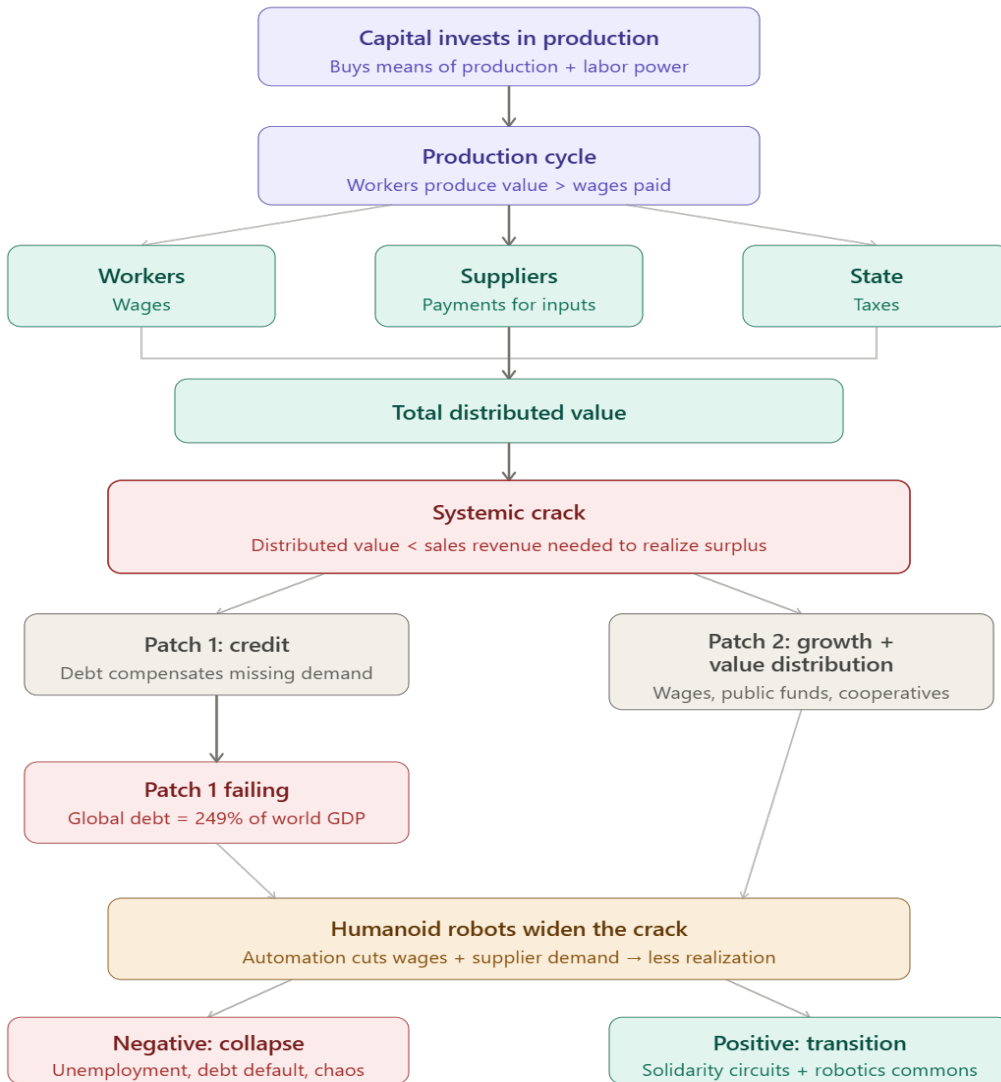 Capital invests in production
Buys means of production + labor power
Production cycle
Workers produce value > wages paid
Workers
Wages
Suppliers
Payments for inputs
State
Taxes
Total distributed value
Systemic crack
Distributed value < sales revenue needed to realize surplus
Patch 1: credit
Debt compensates missing demand
Patch 2: growth +
value distribution
Wages, public funds, cooperatives
Patch 1 failing
Global debt = 249% of world GDP
Humanoid robots widen the crack
Automation cuts wages + supplier demand → less realization
Negative: collapse
Unemployment, debt default, chaos
Positive: transition
Solidarity circuits + robotics commons